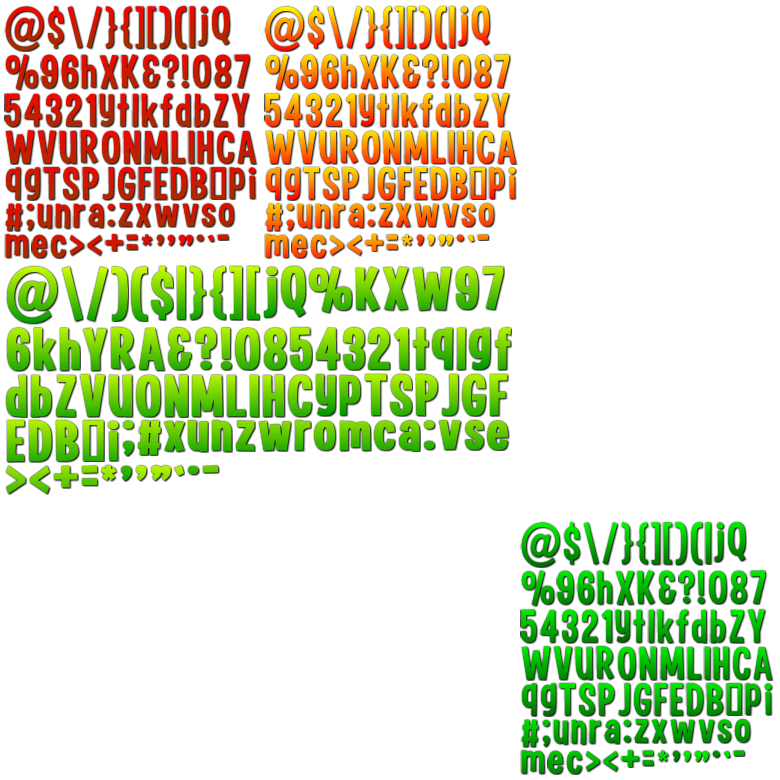 @$\/}{][)(ljQ
%96hXK&?!087
54321ytlkfdbZY
WVURONMLIHCA
qgTSPJGFEDB▯Pi
#;unra:zxwvso
mec><+=*’,”“‘-
@$\/}{][)(ljQ
%96hXK&?!087
54321ytlkfdbZY
WVURONMLIHCA
qgTSPJGFEDB▯Pi
#;unra:zxwvso
mec><+=*’,”“‘-
@\/)($l}{][jQ%KXW97
6khYRA&?!0854321tqlgf
dbZVUONMLIHCyPTSPJGF
EDB▯i;#xunzwromca:vse
><+=*’,”“‘-
@$\/}{][)(ljQ
%96hXK&?!087
54321ytlkfdbZY
WVURONMLIHCA
qgTSPJGFEDB▯Pi
#;unra:zxwvso
mec><+=*’,”“‘-